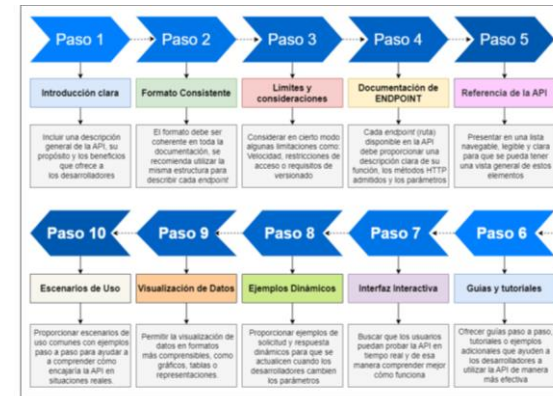 Paso 1
Paso 2
Paso 3
Paso 4
Paso 5
Introducción clara
Formato Consistente
Límites y
consideraciones
Documentación de
ENDPOINT
Referencia de la API
Incluir una descripción
general de la API, su
propósito y los beneficios
que ofrece a
los desarrolladores
El formato debe ser
coherente en toda la
documentación, se
recomienda utilizar la
misma estructura para
describir cada endpoint
Considerar en cierto modo
algunas limitaciones como:
Velocidad, restricciones de
acceso o requisitos de
versionado
Cada endpoint (ruta)
disponible en la API
debe proporcionar una
descripción clara de su
función, los métodos HTTP
admitidos y los parámetros
Presentar en una lista
navegable, legible y clara
para que se pueda tener
una vista general de estos
elementos
Paso 10
Paso 9
Paso 8
Paso 7
Paso 6
Escenarios de Uso
Visualización de Datos
Ejemplos Dinámicos
Interfaz Interactiva
Guías y tutoriales
Proporcionar escenarios de
uso comunes con ejemplos
paso a paso para ayudar a
a comprender cómo
encajaría la API en
situaciones reales.
Permitir la visualización de
datos en formatos
más comprensibles, como
gráficos, tablas o
representaciones.
Proporcionar ejemplos de
solicitud y respuesta
dinámicos para que se
actualicen cuando los
desarrolladores cambien los
parámetros
Buscar que los usuarios
puedan probar la API en
tiempo real y de esa
manera comprender mejor
cómo funciona
Ofrecer guías paso a paso,
tutoriales o ejemplos
adicionales que ayuden a
los desarrolladores a
utilizar la API de manera
más efectiva